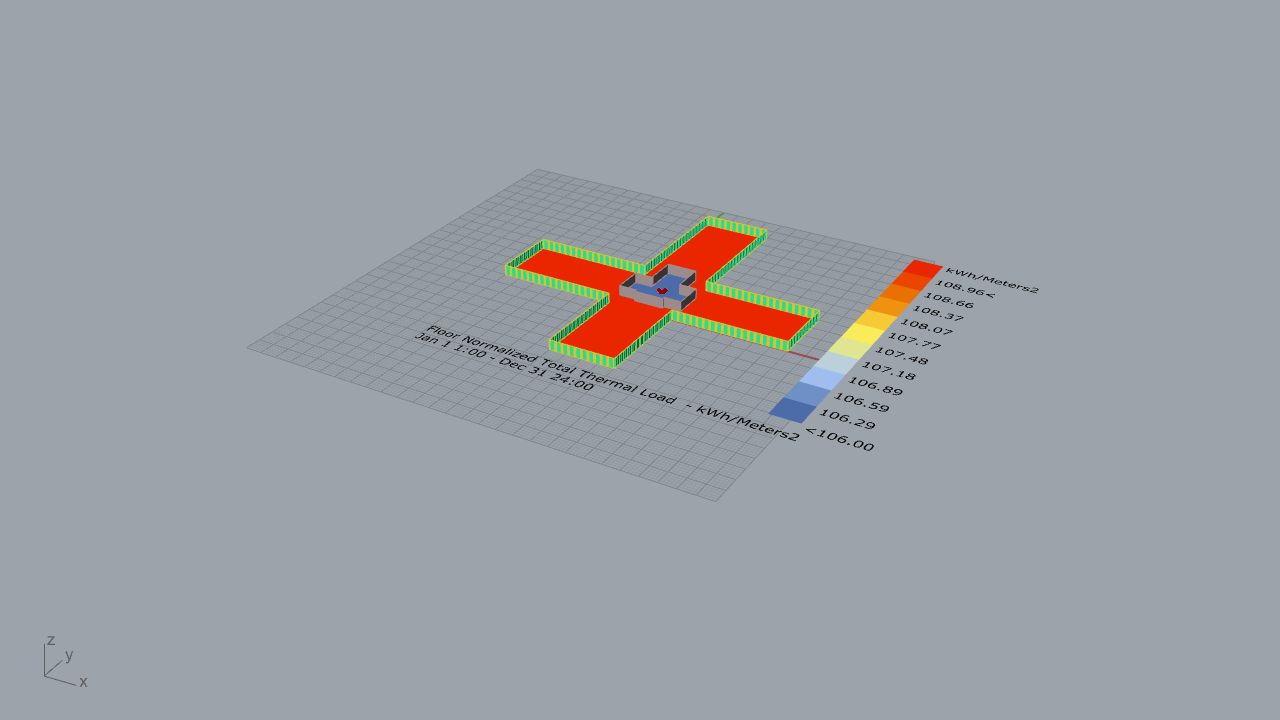 kWh/Meters2
108.96<
108.66
108.37
108.07
107.77
107.48
107.18
106.89
106.59
106.29
<106.00
Floor Normalized Total Thermal Load - kWh/Meters2
Jan 1 1:00 - Dec 31 24:00
z
y
x